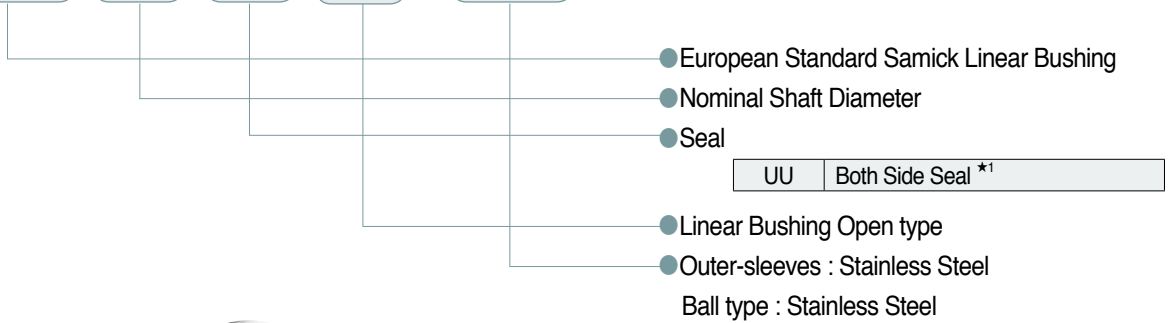 European Standard Samick Linear Bushing
Nominal Shaft Diameter
Seal
UU Both Side Seal ★1
Linear Bushing Open type
Outer-sleeves : Stainless Steel
Ball type : Stainless Steel